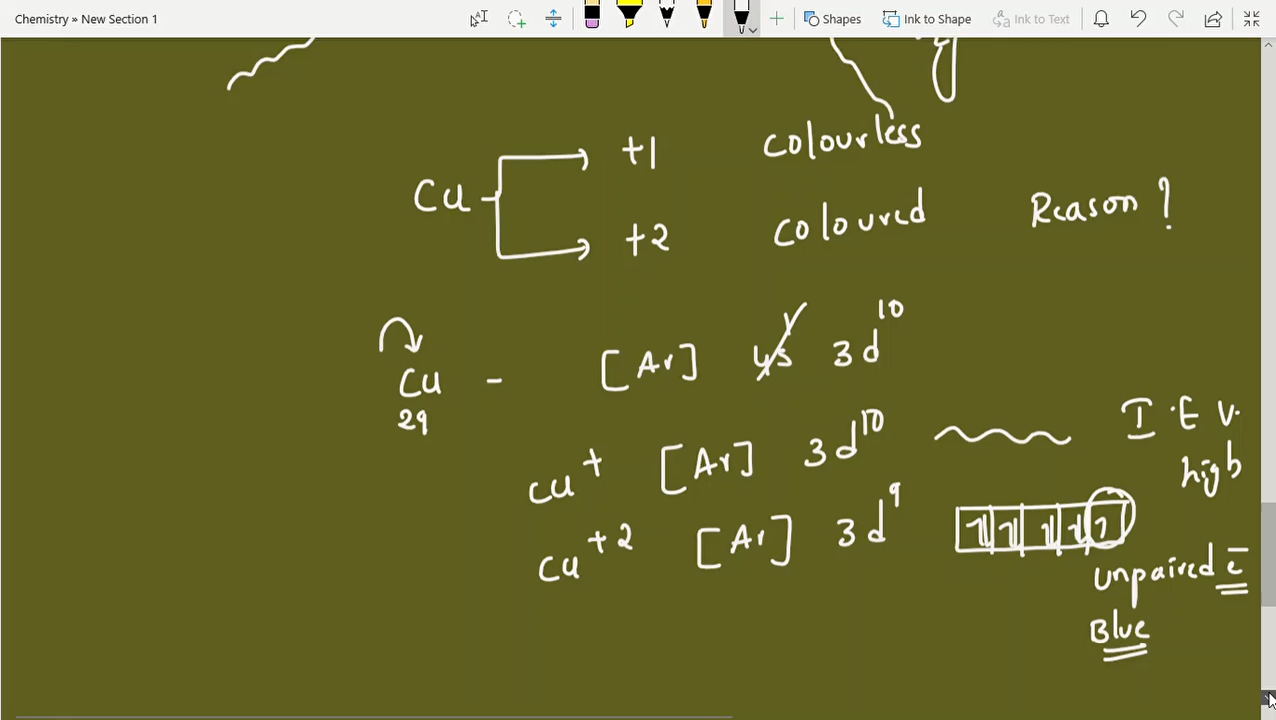 Chemistry » New Section 1
Shapes
Ink to Shape
Ink to Text
Cu
+1 colourless
+2 coloured Reason ?
Cu - [Ar] 4s¹ 3d¹⁰
29
Cu⁺ [Ar] 3d¹⁰ I.E V.
high
Cu⁺² [Ar] 3d⁹
unpaired e̅
Blue